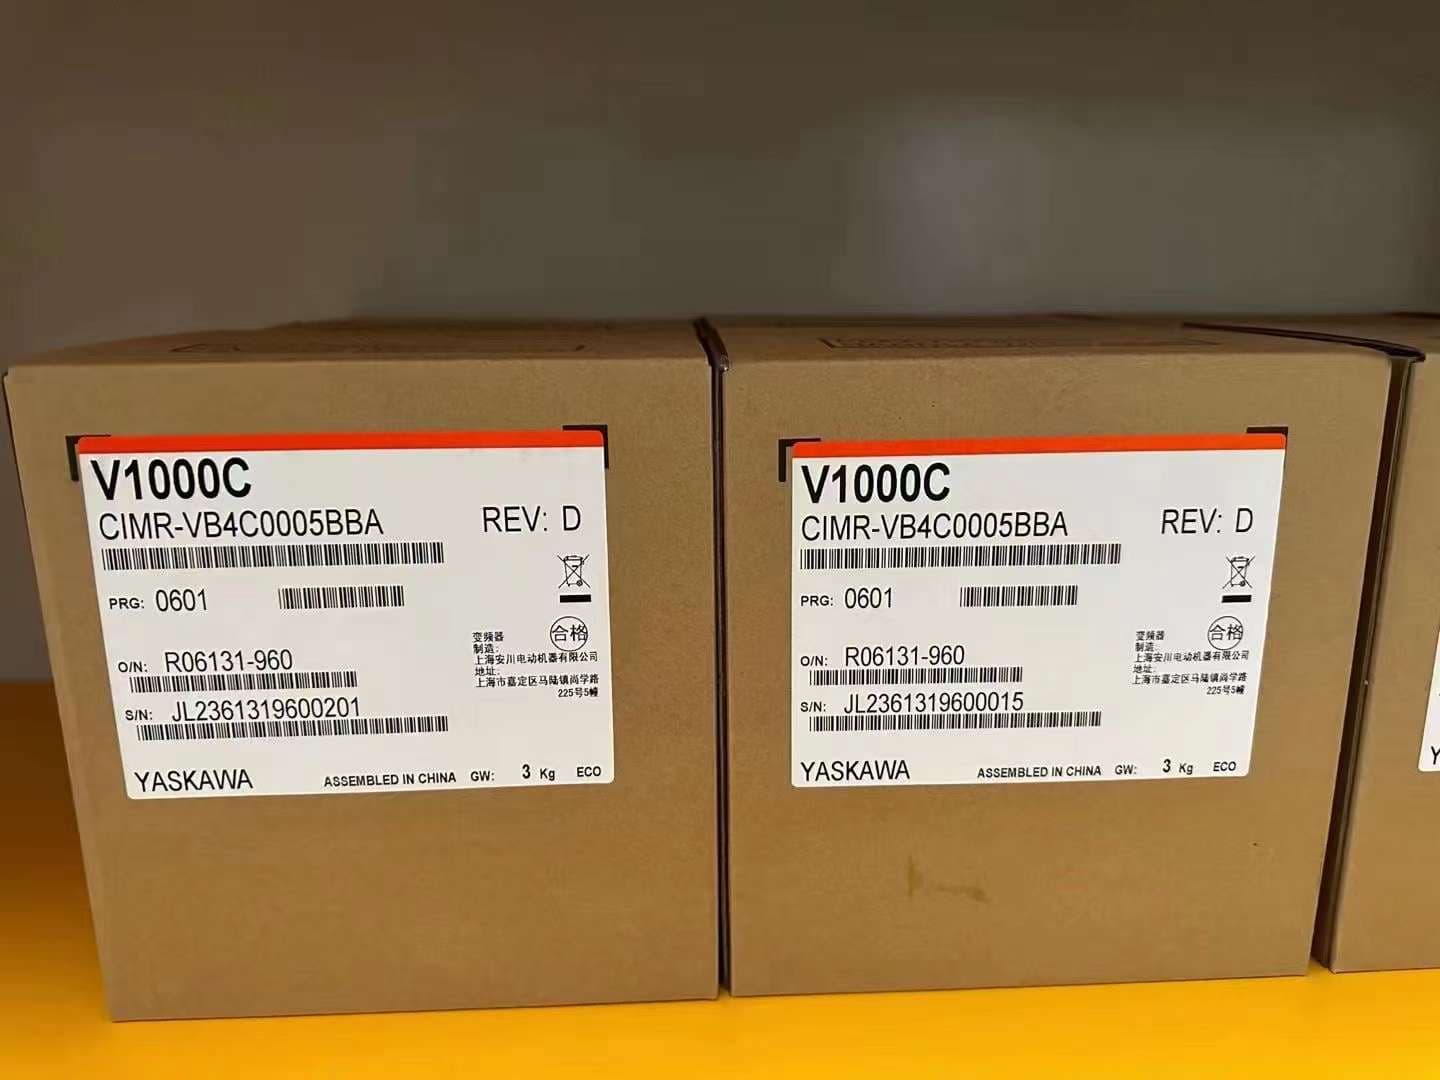 V1000C
CIMR-VB4C0005BBA
REV: D
PRG: 0601
合格
变频器
制造:
上海安川电动机器有限公司
地址:
上海市嘉定区马陆镇尚学路
225号5幢
O/N: R06131-960
S/N: JL2361319600201
YASKAWA ASSEMBLED IN CHINA GW: 3 Kg ECO
V1000C
CIMR-VB4C0005BBA
REV: D
PRG: 0601
合格
变频器
制造:
上海安川电动机器有限公司
地址:
上海市嘉定区马陆镇尚学路
225号5幢
O/N: R06131-960
S/N: JL2361319600015
YASKAWA ASSEMBLED IN CHINA GW: 3 Kg ECO
Y